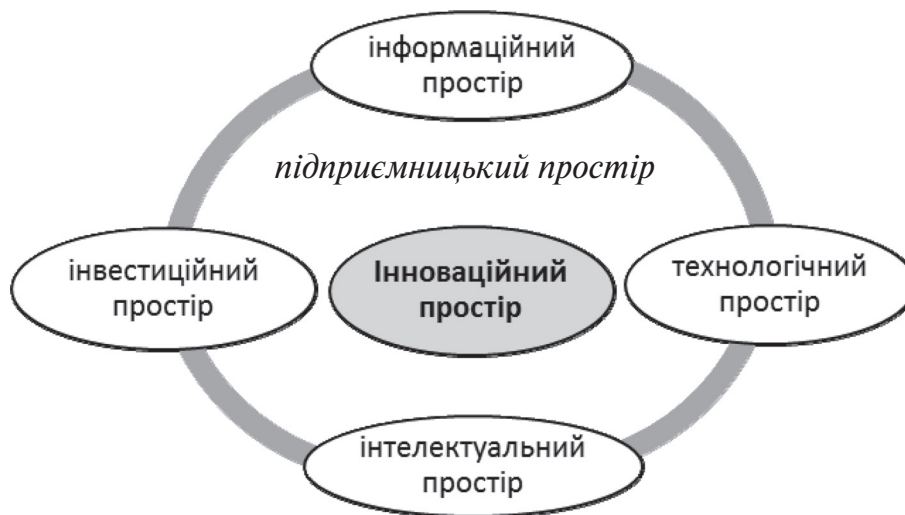 інформаційний
простір
підприємницький простір
інвестиційний
простір
Інноваційний
простір
технологічний
простір
інтелектуальний
простір